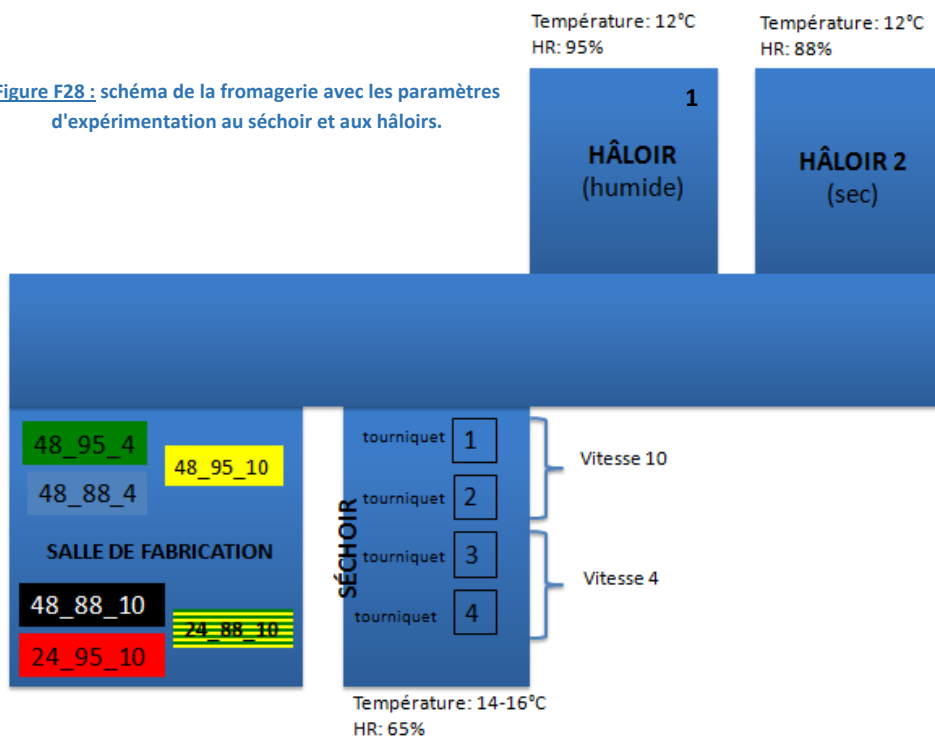 Température: 12°C
HR: 95%
Température: 12°C
HR: 88%
Figure F28 : schéma de la fromagerie avec les paramètres
d'expérimentation au séchoir et aux hâloirs.
1
HÂLOIR
(humide)
HÂLOIR 2
(sec)
48_95_4
48_95_10
48_88_4
SALLE DE FABRICATION
48_88_10
24_88_10
24_95_10
SÉCHOIR
tourniquet 1
tourniquet 2
tourniquet 3
tourniquet 4
Vitesse 10
Vitesse 4
Température: 14-16°C
HR: 65%